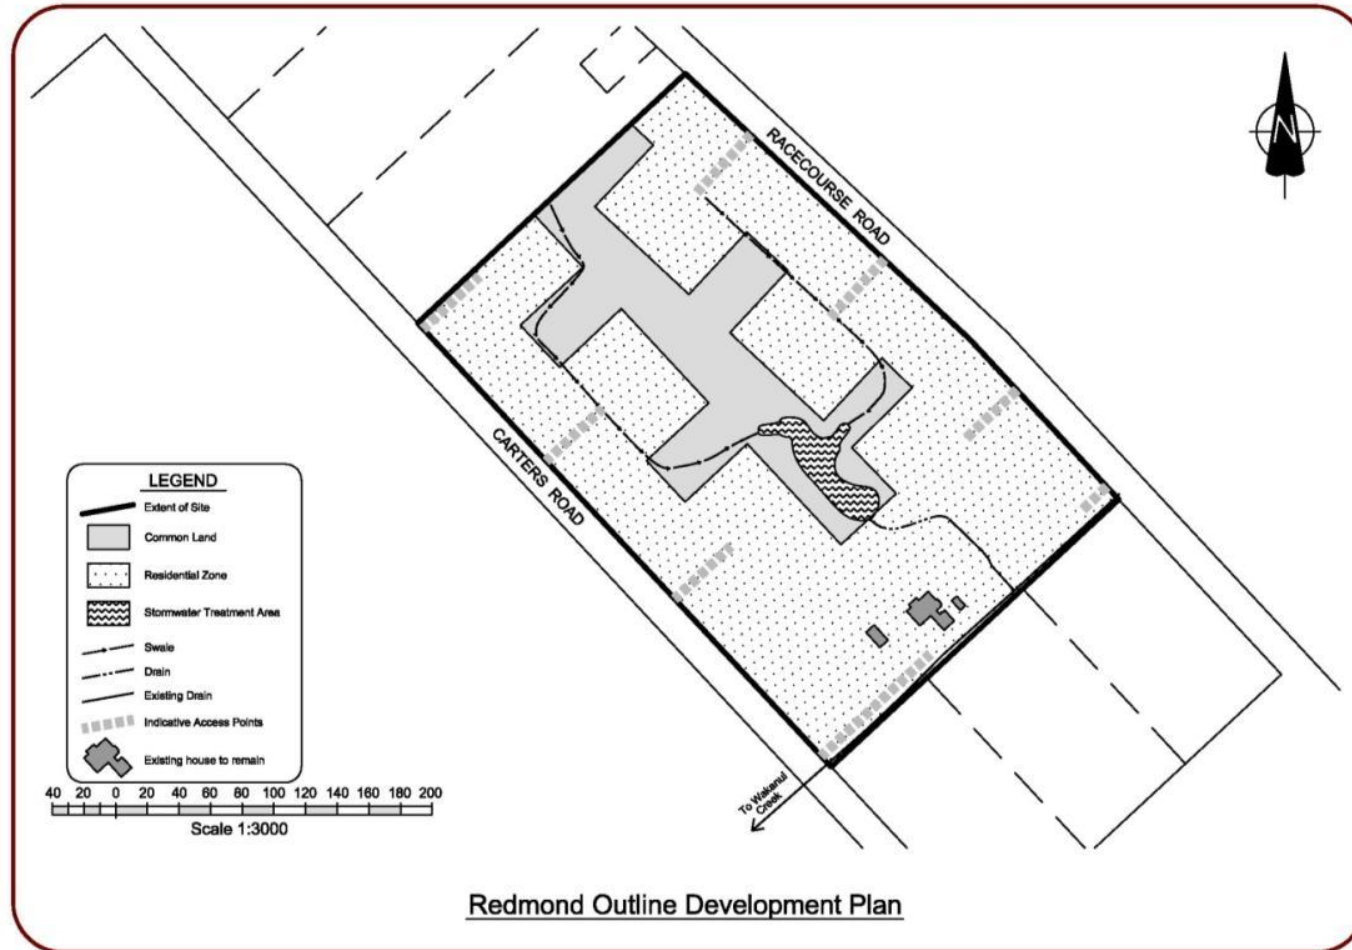 N
RACECOURSE ROAD
CARTERS ROAD
LEGEND
Extent of Site
Common Land
Residential Zone
Stormwater Treatment Area
Swale
Drain
Existing Drain
Indicative Access Points
Existing house to remain
40 20 0 20 40 60 80 100 120 140 160 180 200
Scale 1:3000
To Wakanui
Creek
Redmond Outline Development Plan